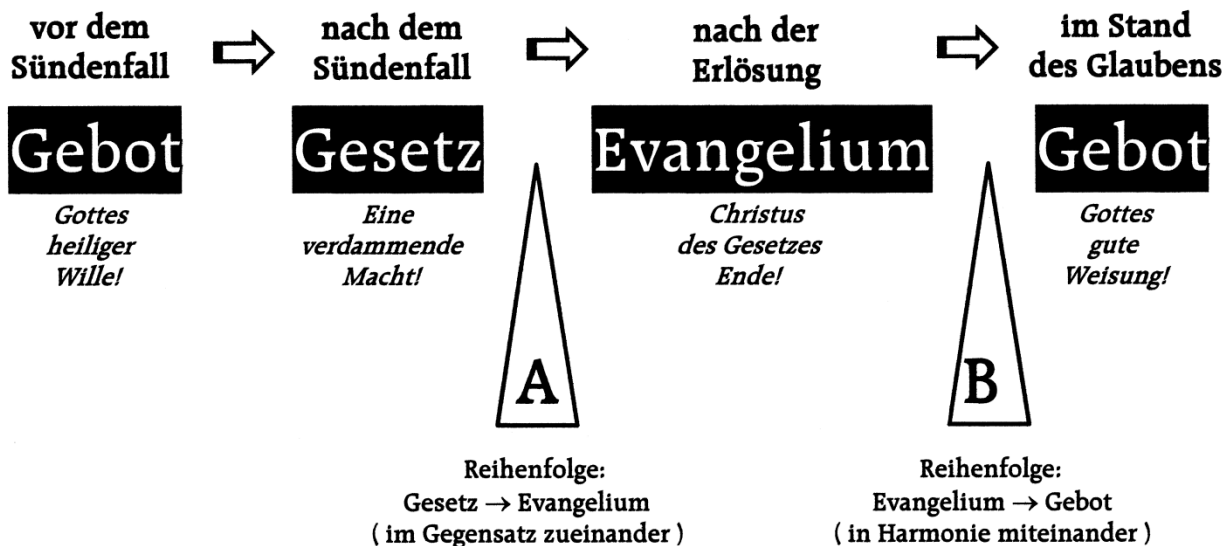 vor dem
Sündenfall
nach dem
Sündenfall
nach der
Erlösung
im Stand
des Glaubens
Gebot
Gesetz
Evangelium
Gebot
Gottes
heiliger
Wille!
Eine
verdammende
Macht!
Christus
des Gesetzes
Ende!
Gottes
gute
Weisung!
A
B
Reihenfolge:
Gesetz → Evangelium
( im Gegensatz zueinander )
Reihenfolge:
Evangelium → Gebot
( in Harmonie miteinander )